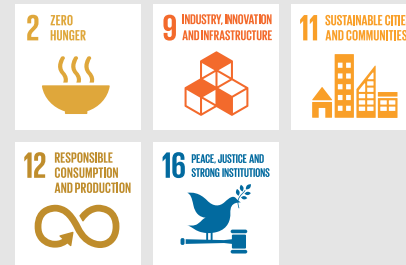 2 ZERO
HUNGER
9 INDUSTRY, INNOVATION
AND INFRASTRUCTURE
11 SUSTAINABLE CITIE
AND COMMUNITIES
12 RESPONSIBLE
CONSUMPTION
AND PRODUCTION
16 PEACE, JUSTICE AND
STRONG INSTITUTIONS